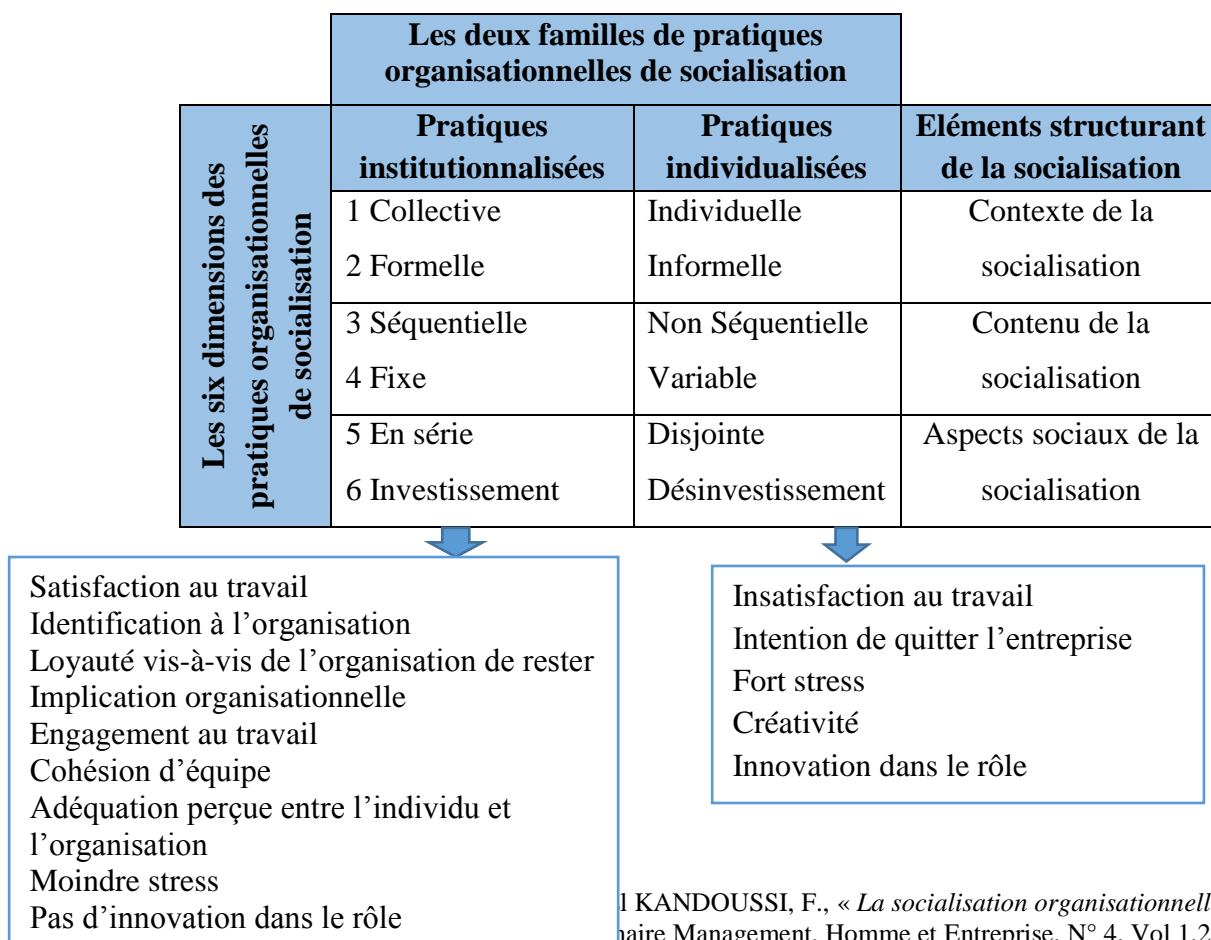 Les deux familles de pratiques
organisationnelles de socialisation
Les six dimensions des
pratiques organisationnelles
de socialisation
Pratiques
institutionnalisées
Pratiques
individualisées
Eléments structurant
de la socialisation
1 Collective
2 Formelle
Individuelle
Informelle
Contexte de la
socialisation
3 Séquentielle
4 Fixe
Non Séquentielle
Variable
Contenu de la
socialisation
5 En série
6 Investissement
Disjointe
Désinvestissement
Aspects sociaux de la
socialisation
Satisfaction au travail
Identification à l’organisation
Loyauté vis-à-vis de l’organisation de rester
Implication organisationnelle
Engagement au travail
Cohésion d’équipe
Adéquation perçue entre l’individu et
l’organisation
Moindre stress
Pas d’innovation dans le rôle
Insatisfaction au travail
Intention de quitter l’entreprise
Fort stress
Créativité
Innovation dans le rôle
KANDOUSSI, F., « La socialisation
Management, Homme et Entreprise, N° 4, Vol